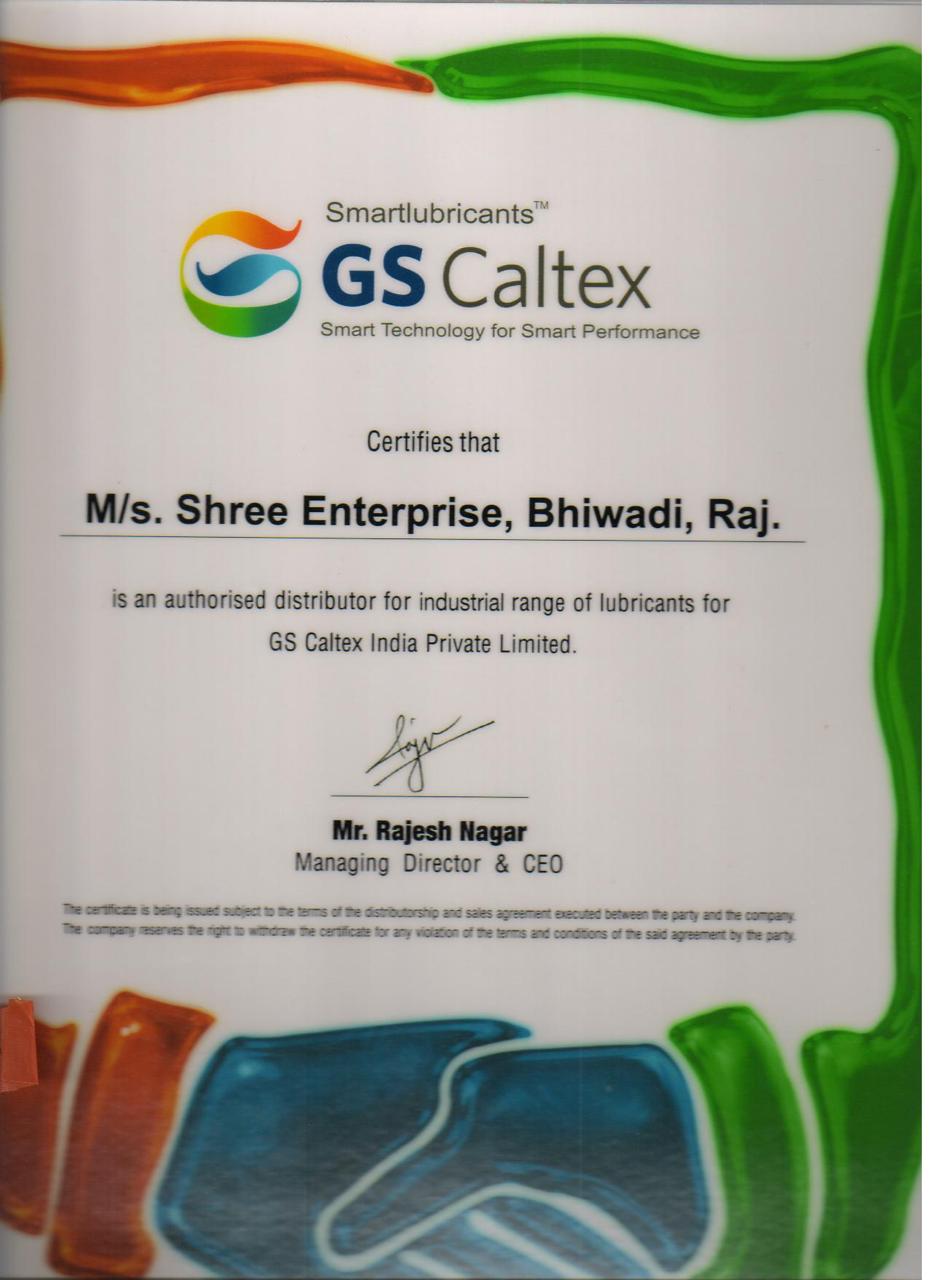 Smartlubricants™
GS Caltex
Smart Technology for Smart Performance
Certifies that
M/s. Shree Enterprise, Bhiwadi, Raj.
is an authorised distributor for industrial range of lubricants for
GS Caltex India Private Limited.
Mr. Rajesh Nagar
Managing Director & CEO
The certificate is being issued subject to the terms of the distributorship and sales agreement executed between the party and the company.
The company reserves the right to withdraw the certificate for any violation of the terms and conditions of the said agreement by the party.